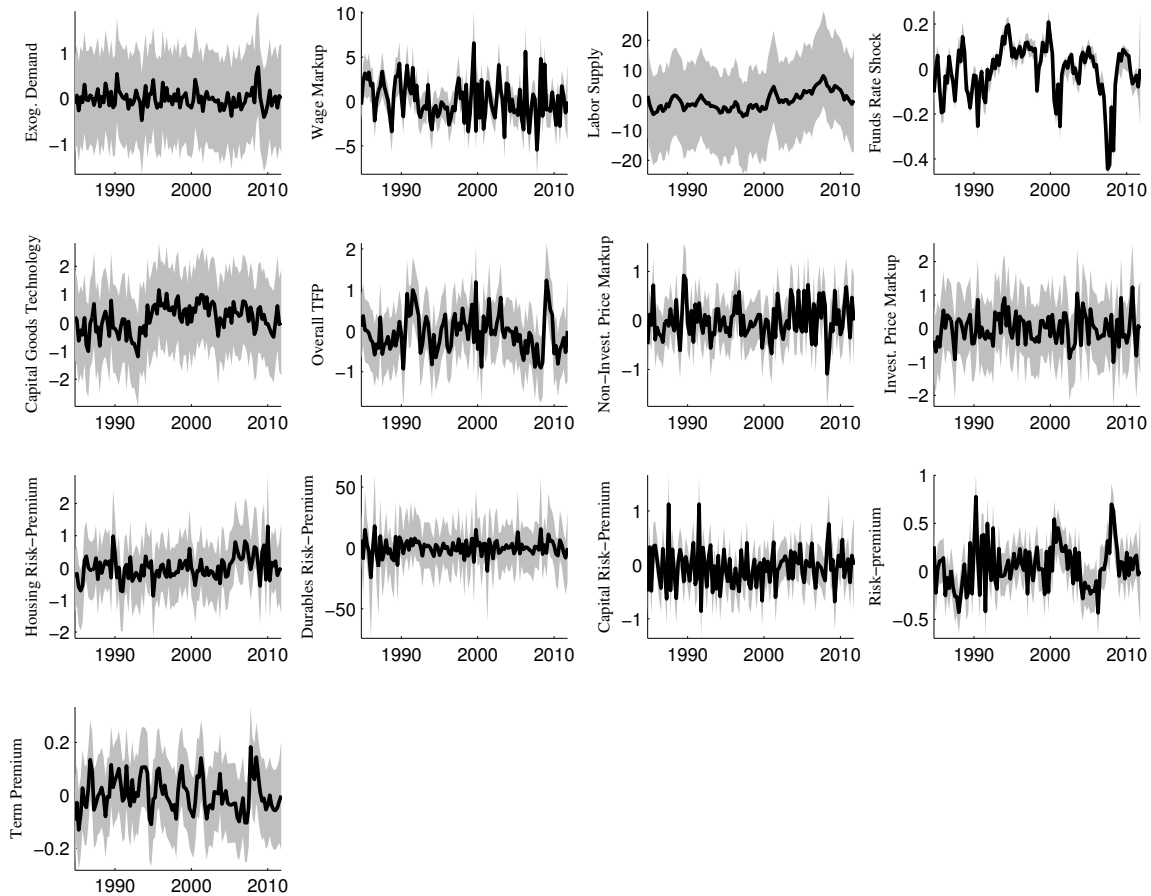 Exog. Demand
1
0
−1
1990 2000 2010
Wage Markup
10
5
0
−5
1990 2000 2010
Labor Supply
20
10
0
−10
−20
1990 2000 2010
Funds Rate Shock
0.2
0
−0.2
−0.4
1990 2000 2010
Capital Goods Technology
2
1
0
−1
−2
1990 2000 2010
Overall TFP
2
1
0
−1
1990 2000 2010
Non−Invest. Price Markup
1
0
−1
1990 2000 2010
Invest. Price Markup
2
1
0
−1
−2
1990 2000 2010
Housing Risk−Premium
2
1
0
−1
−2
1990 2000 2010
Durables Risk−Premium
50
0
−50
1990 2000 2010
Capital Risk−Premium
1
0
−1
1990 2000 2010
Risk−premium
1
0.5
0
−0.5
1990 2000 2010
Term Premium
0.2
0
−0.2
1990 2000 2010